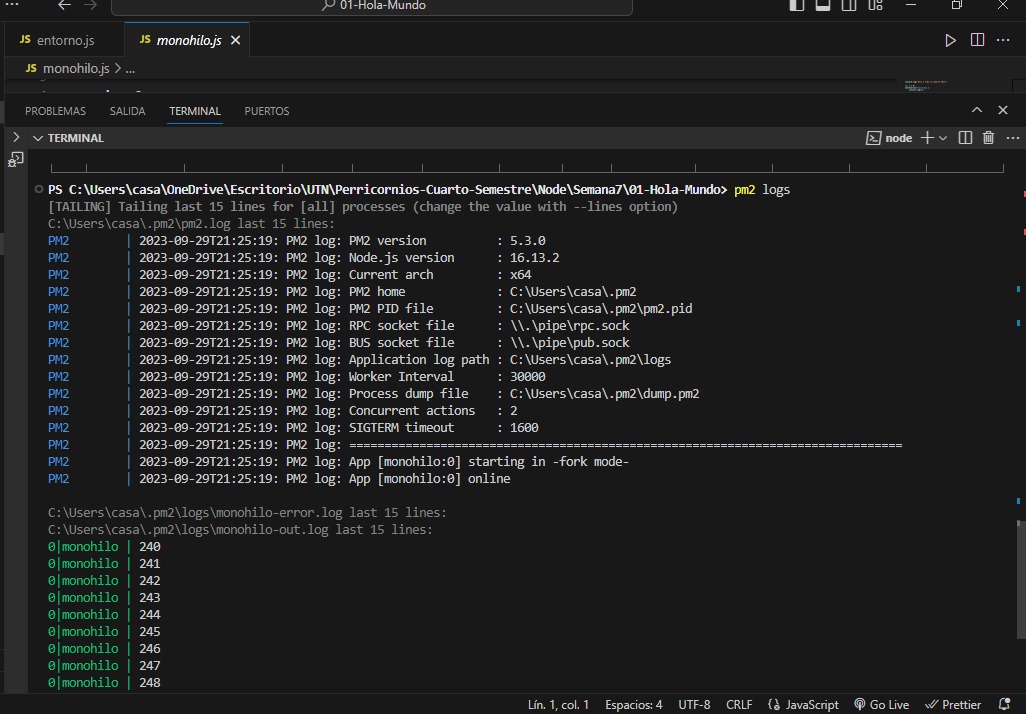 01-Hola-Mundo
JS entorno.js
JS monohilo.js
JS monohilo.js > ...
PROBLEMAS SALIDA TERMINAL PUERTOS
TERMINAL
node
PS C:\Users\casa\OneDrive\Escritorio\UTN\Perricornios-Cuarto-Semestre\Node\Semana7\01-Hola-Mundo> pm2 logs
[TAILING] Tailing last 15 lines for [all] processes (change the value with --lines option)
C:\Users\casa\.pm2\pm2.log last 15 lines:
PM2 | 2023-09-29T21:25:19: PM2 log: PM2 version : 5.3.0
PM2 | 2023-09-29T21:25:19: PM2 log: Node.js version : 16.13.2
PM2 | 2023-09-29T21:25:19: PM2 log: Current arch : x64
PM2 | 2023-09-29T21:25:19: PM2 log: PM2 home : C:\Users\casa\.pm2
PM2 | 2023-09-29T21:25:19: PM2 log: PM2 PID file : C:\Users\casa\.pm2\pm2.pid
PM2 | 2023-09-29T21:25:19: PM2 log: RPC socket file : \\.\pipe\rpc.sock
PM2 | 2023-09-29T21:25:19: PM2 log: BUS socket file : \\.\pipe\pub.sock
PM2 | 2023-09-29T21:25:19: PM2 log: Application log path : C:\Users\casa\.pm2\logs
PM2 | 2023-09-29T21:25:19: PM2 log: Worker Interval : 30000
PM2 | 2023-09-29T21:25:19: PM2 log: Process dump file : C:\Users\casa\.pm2\dump.pm2
PM2 | 2023-09-29T21:25:19: PM2 log: Concurrent actions : 2
PM2 | 2023-09-29T21:25:19: PM2 log: SIGTERM timeout : 1600
PM2 | 2023-09-29T21:25:19: PM2 log: ===============================================================================
PM2 | 2023-09-29T21:25:19: PM2 log: App [monohilo:0] starting in -fork mode-
PM2 | 2023-09-29T21:25:19: PM2 log: App [monohilo:0] online
C:\Users\casa\.pm2\logs\monohilo-error.log last 15 lines:
C:\Users\casa\.pm2\logs\monohilo-out.log last 15 lines:
0|monohilo | 240
0|monohilo | 241
0|monohilo | 242
0|monohilo | 243
0|monohilo | 244
0|monohilo | 245
0|monohilo | 246
0|monohilo | 247
0|monohilo | 248
Lín. 1, col. 1 Espacios: 4 UTF-8 CRLF {} JavaScript Go Live Prettier